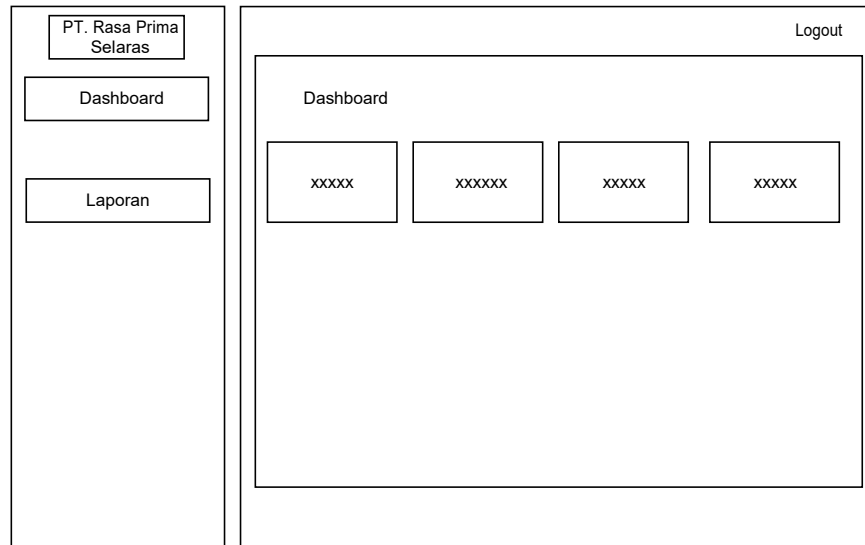 PT. Rasa Prima
Selaras
Dashboard
Laporan
Logout
Dashboard
xxxxx
xxxxxx
xxxxx
xxxxx